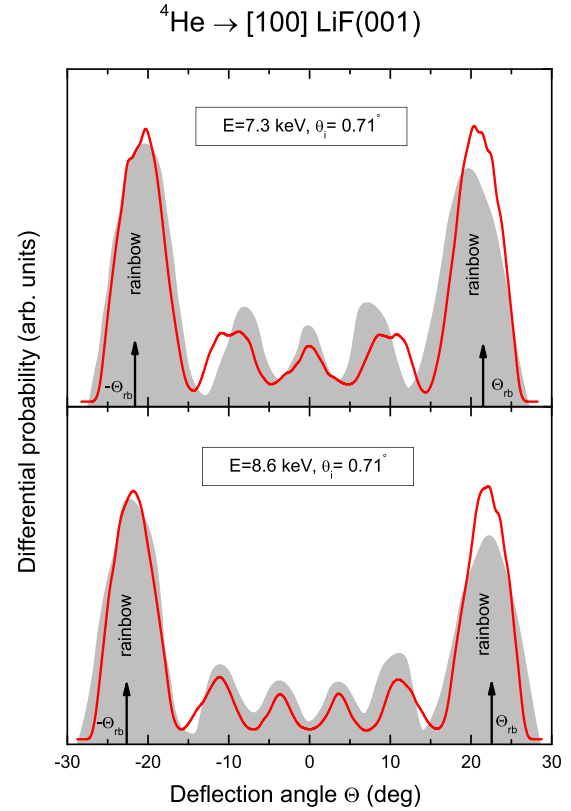 ⁴He → [100] LiF(001)
E=7.3 keV, θᵢ= 0.71°
rainbow
rainbow
-Θrb
Θrb
E=8.6 keV, θᵢ= 0.71°
rainbow
rainbow
-Θrb
Θrb
-30 -20 -10 0 10 20 30
Deflection angle Θ (deg)
Differential probability (arb. units)